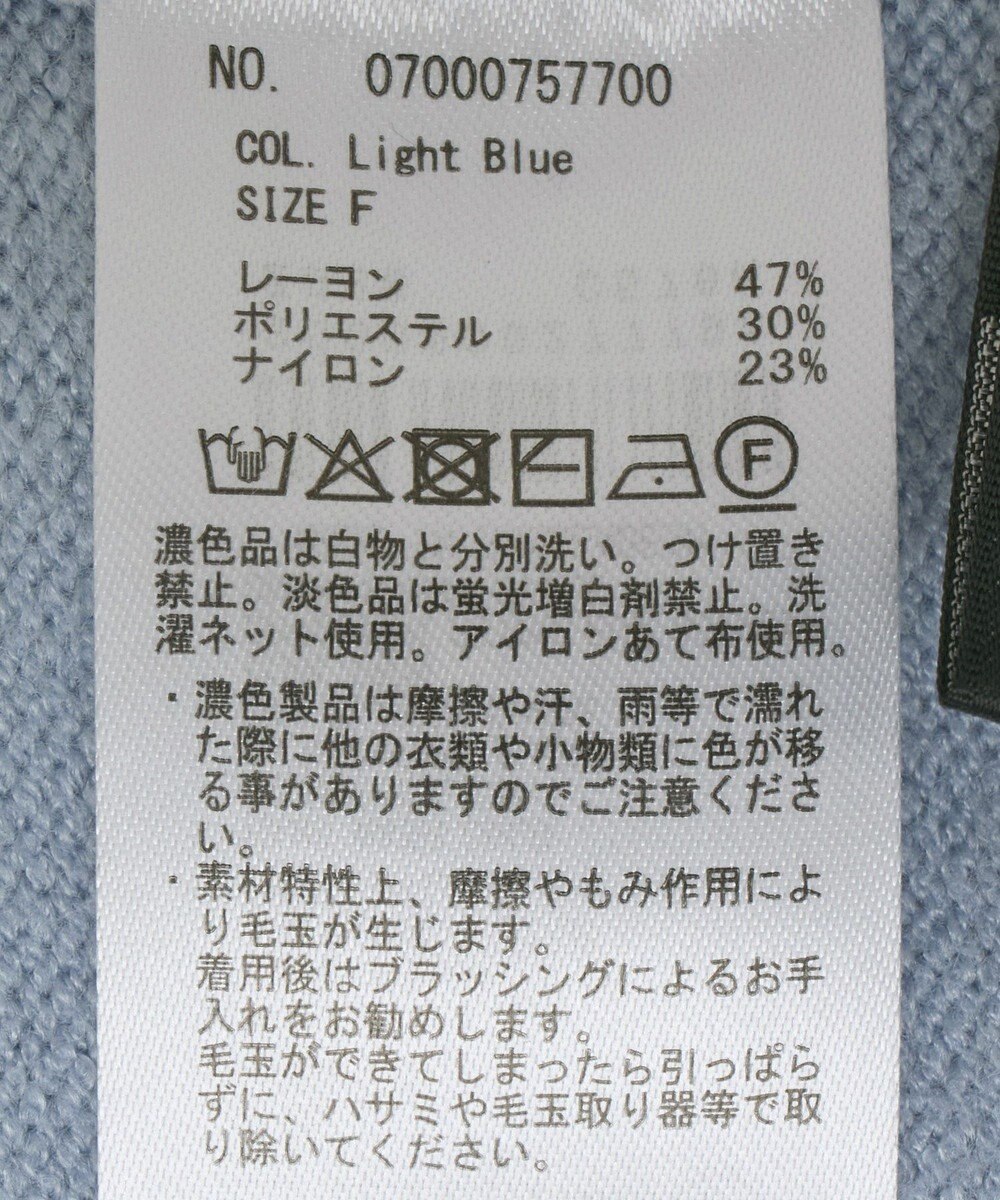 NO. 07000757700
COL. Light Blue
SIZE F
レーヨン 47%
ポリエステル 30%
ナイロン 23%
F
濃色品は白物と分別洗い。つけ置き
禁止。淡色品は蛍光増白剤禁止。洗
濯ネット使用。アイロンあて布使用。
・濃色製品は摩擦や汗、雨等で濡れ
た際に他の衣類や小物類に色が移
る事がありますのでご注意くださ
い。
・素材特性上、摩擦やもみ作用によ
り毛玉が生じます。
着用後はブラッシングによるお手
入れをお勧めします。
毛玉ができてしまったら引っぱら
ずに、ハサミや毛玉取り器等で取
り除いてください。